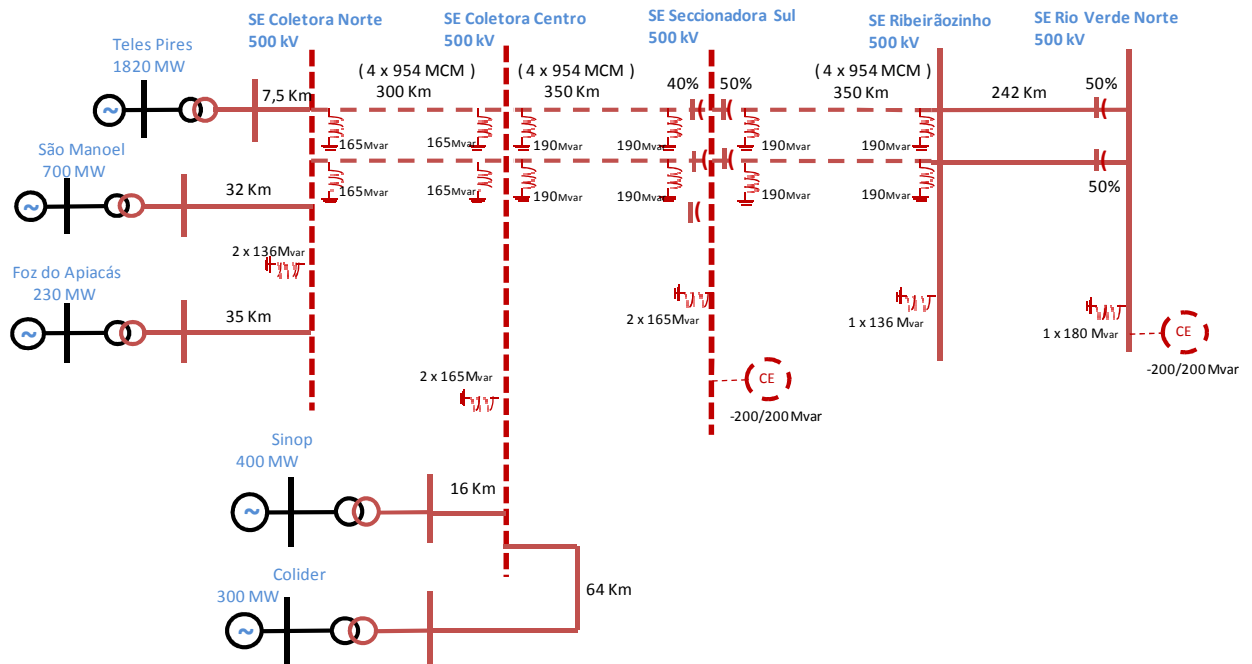 SE Coletora Norte
500 kV
SE Coletora Centro
500 kV
SE Seccionadora Sul
500 kV
SE Ribeirãozinho
500 kV
SE Rio Verde Norte
500 kV
Teles Pires
1820 MW
7,5 Km
( 4 x 954 MCM )
300 Km
( 4 x 954 MCM )
350 Km
40%
50%
( 4 x 954 MCM )
350 Km
242 Km
50%
~
165Mvar
165Mvar
190Mvar
190Mvar
190Mvar
190Mvar
São Manoel
700 MW
32 Km
~
165Mvar
165Mvar
190Mvar
190Mvar
190Mvar
190Mvar
50%
2 x 136Mvar
Foz do Apiacás
230 MW
35 Km
~
2 x 165Mvar
1 x 136 Mvar
1 x 180 Mvar
CE
-200/200 Mvar
2 x 165Mvar
CE
-200/200 Mvar
Sinop
400 MW
16 Km
~
Colider
300 MW
64 Km
~